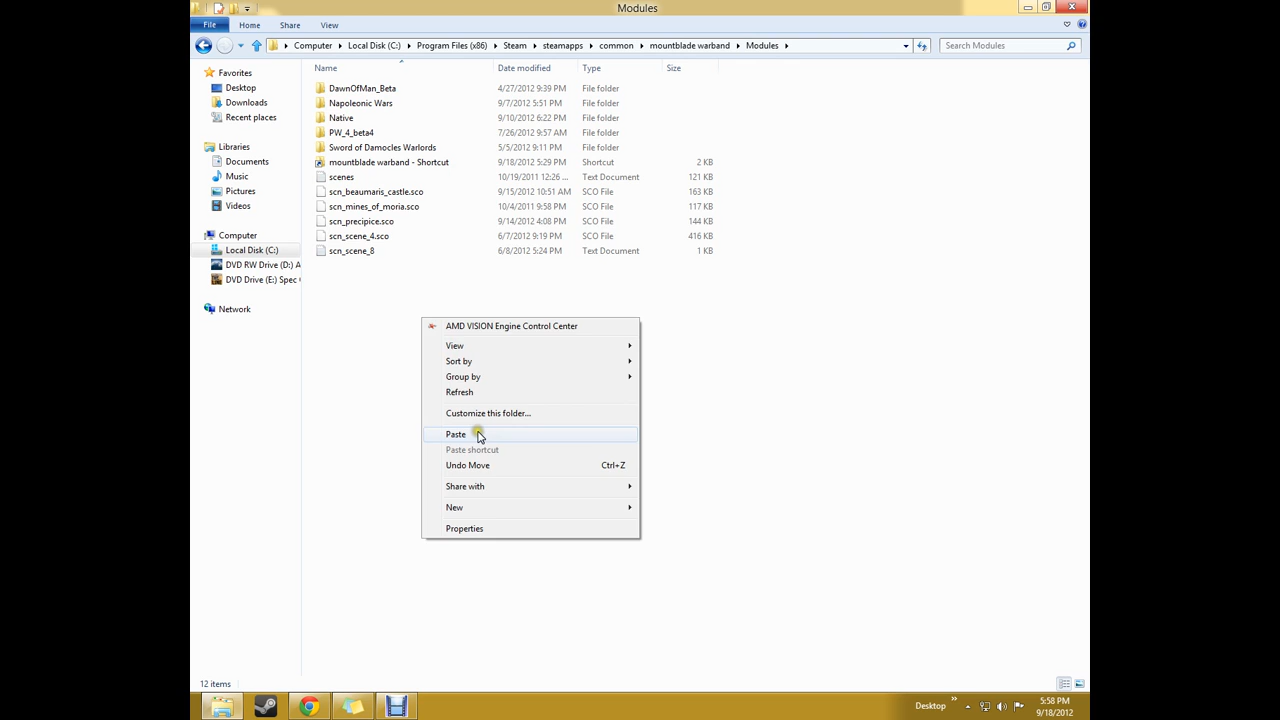 Modules
File Home Share View
Computer Local Disk (C:) Program Files (x86) Steam steamapps common mountblade warband Modules Search Modules
Name Date modified Type Size
Favorites
Desktop
Downloads
Recent places
Libraries
Documents
Music
Pictures
Videos
Computer
Local Disk (C:)
DVD RW Drive (D:) A
DVD Drive (E:) Spec
Network
DawnOfMan_Beta 4/27/2012 9:39 PM File folder
Napoleonic Wars 9/7/2012 5:51 PM File folder
Native 9/10/2012 6:22 PM File folder
PW_4_beta4 7/26/2012 9:57 AM File folder
Sword of Damocles Warlords 5/5/2012 9:11 PM File folder
mountblade warband - Shortcut 9/18/2012 5:29 PM Shortcut 2 KB
scenes 10/19/2011 12:26 ... Text Document 121 KB
scn_beaumaris_castle.sco 9/15/2012 10:51 AM SCO File 163 KB
scn_mines_of_moria.sco 10/4/2011 9:58 PM SCO File 117 KB
scn_precipice.sco 9/14/2012 4:08 PM SCO File 144 KB
scn_scene_4.sco 6/7/2012 9:19 PM SCO File 416 KB
scn_scene_8 6/8/2012 5:24 PM Text Document 1 KB
AMD VISION Engine Control Center
View
Sort by
Group by
Refresh
Customize this folder...
Paste
Paste shortcut
Undo Move Ctrl+Z
Share with
New
Properties
12 items
Desktop
5:58 PM
9/18/2012